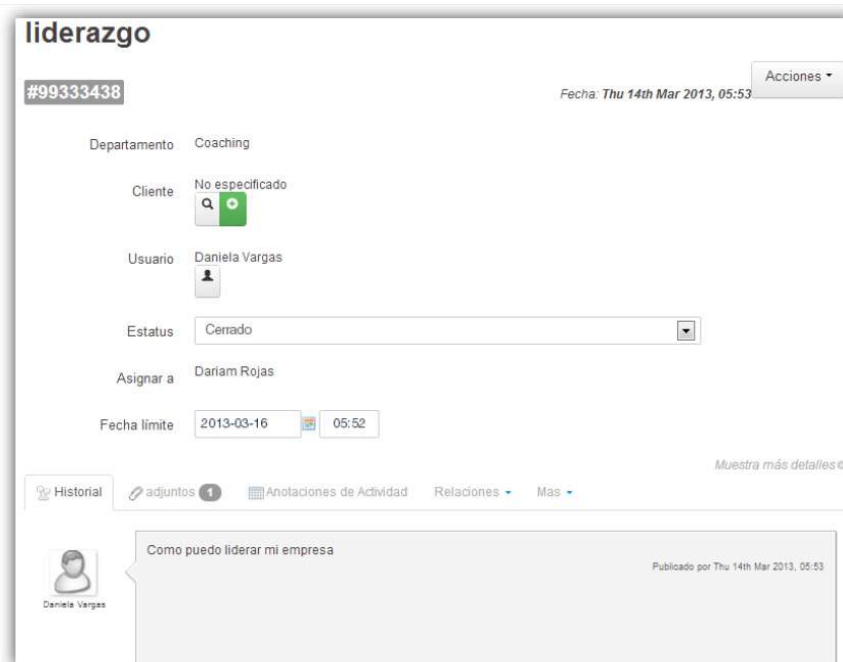 liderazgo
Acciones
#99333438
Fecha: Thu 14th Mar 2013, 05:53
Departamento Coaching
Cliente No especificado
Usuario Daniela Vargas
Estatus Cerrado
Asignar a Dariam Rojas
Fecha límite 2013-03-16 05:52
Muestra más detalles
Historial adjuntos 1 Anotaciones de Actividad Relaciones Mas
Como puedo liderar mi empresa
Publicado por Thu 14th Mar 2013, 05:53
Daniela Vargas